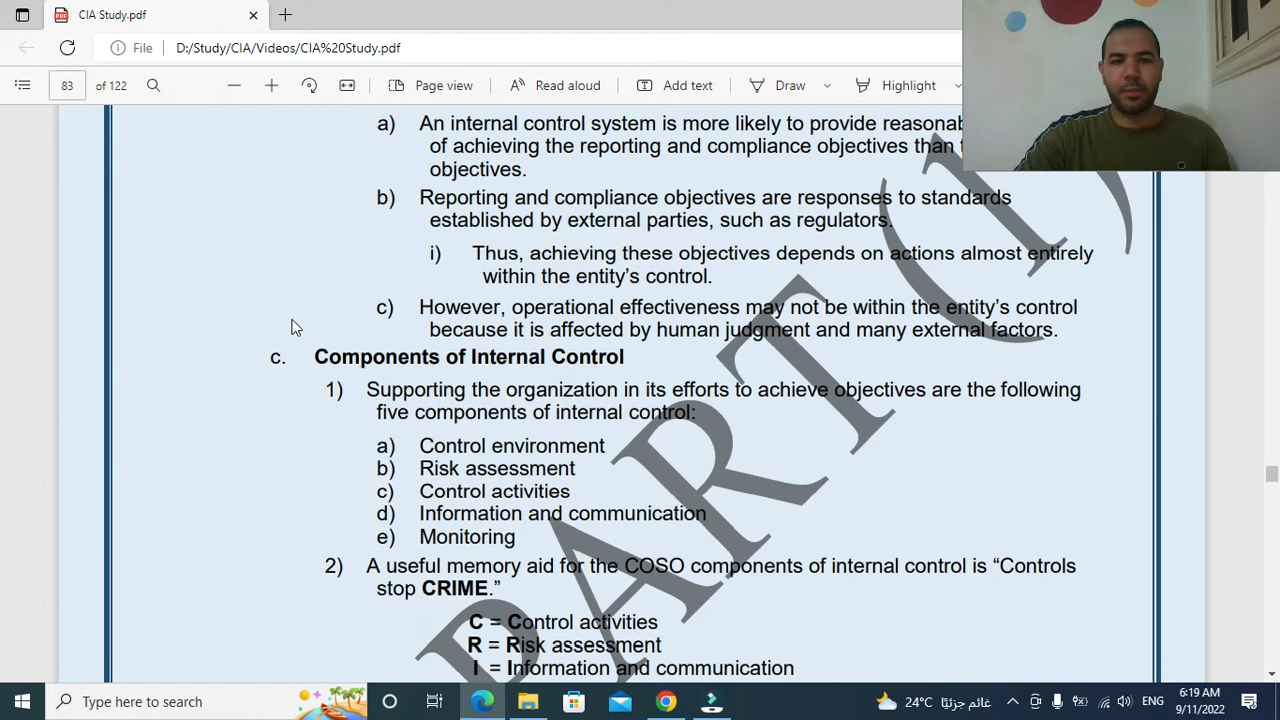 CIA Study.pdf
File
D:/Study/CIA/Videos/CIA%20Study.pdf
83 of 122
Page view
Read aloud
Add text
Draw
Highlight
a) An internal control system is more likely to provide
of achieving the reporting and compliance objectives than
objectives.
b) Reporting and compliance objectives are responses to standards
established by external parties, such as regulators.
i) Thus, achieving these objectives depends on actions almost entirely
within the entity's control.
c) However, operational effectiveness may not be within the entity's control
because it is affected by human judgment and many external factors.
c. Components of Internal Control
1) Supporting the organization in its efforts to achieve objectives are the following
five components of internal control:
a) Control environment
b) Risk assessment
c) Control activities
d) Information and communication
e) Monitoring
2) A useful memory aid for the COSO components of internal control is “Controls
stop CRIME.”
C = Control activities
R = Risk assessment
I = Information and communication
PART (I)
Type here to search
24°C غائم جزئيًا
ENG
6:19 AM
9/11/2022